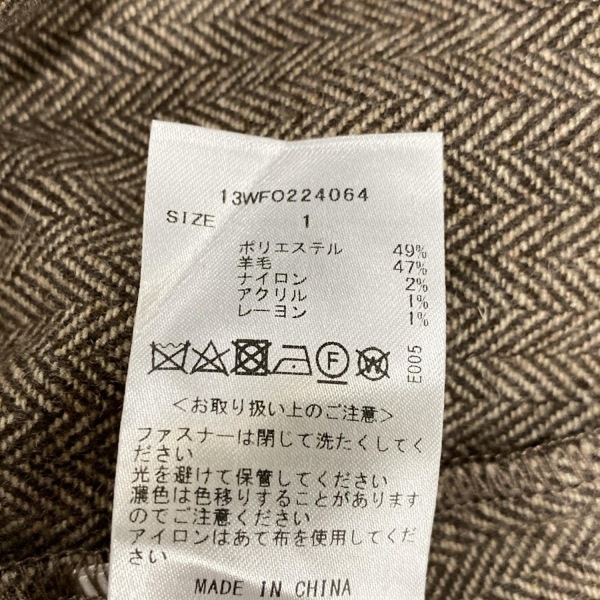 13WFO224064
SIZE 1
ポリエステル 49%
羊毛 47%
ナイロン 2%
アクリル 1%
レーヨン 1%
F W
E005
<お取り扱い上のご注意>
ファスナーは閉じて洗たくしてく
ださい
光を避けて保管してください
濃色は色移りすることがあります
のでご注意ください
アイロンはあて布を使用してくだ
さい
MADE IN CHINA